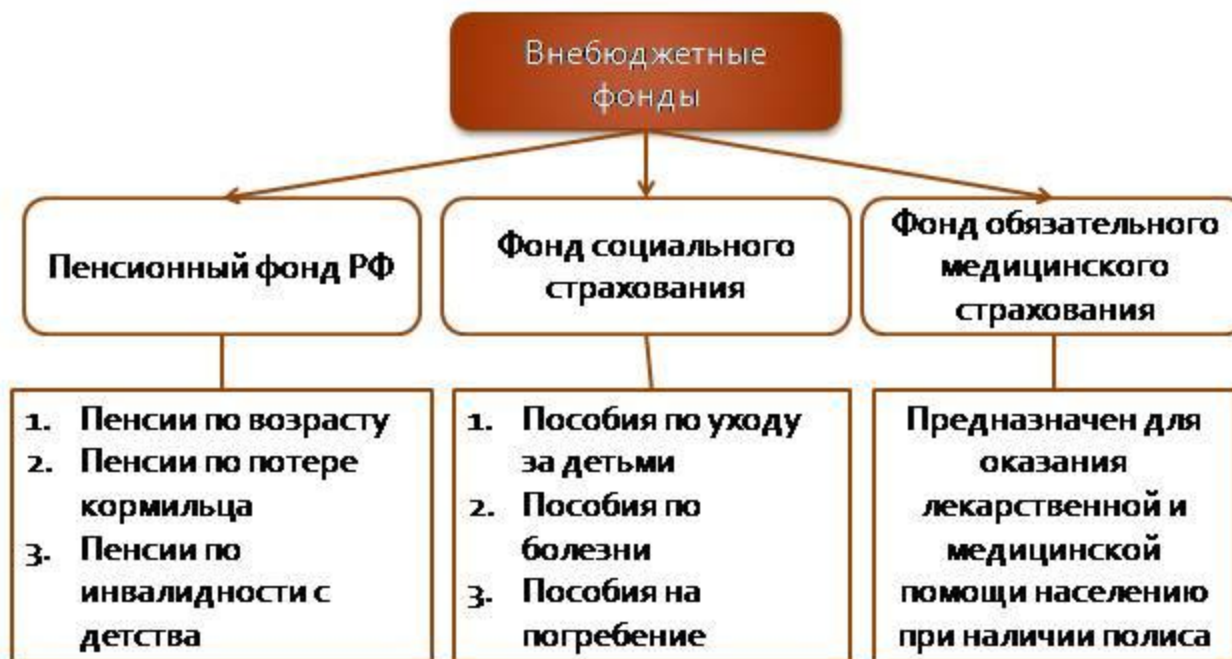 Внебюджетные
фонды
Пенсионный фонд РФ
Фонд социального
страхования
Фонд обязательного
медицинского
страхования
1. Пенсии по возрасту
2. Пенсии по потере
кормильца
3. Пенсии по
инвалидности с
детства
1. Пособия по уходу
за детьми
2. Пособия по
болезни
3. Пособия на
погребение
Предназначен для
оказания
лекарственной и
медицинской
помощи населению
при наличии полиса